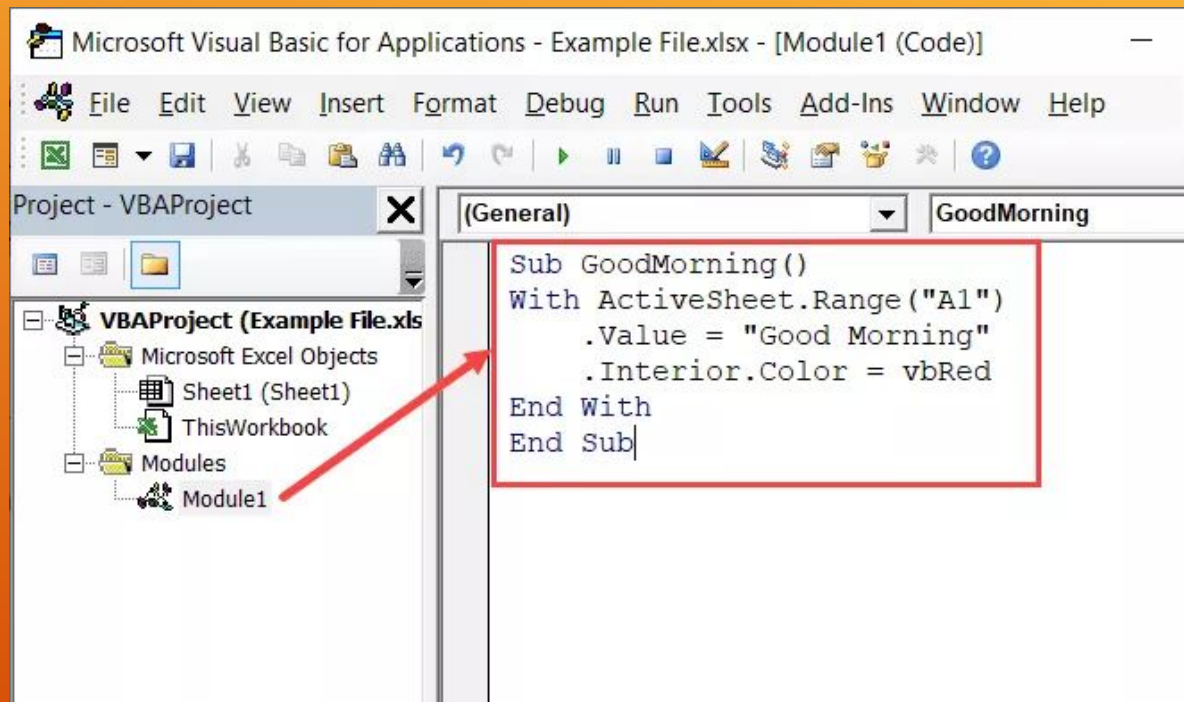 Microsoft Visual Basic for Applications - Example File.xlsx - [Module1 (Code)]
File Edit View Insert Format Debug Run Tools Add-Ins Window Help
Project - VBAProject
(General)
GoodMorning
VBAProject (Example File.xls
Microsoft Excel Objects
Sheet1 (Sheet1)
ThisWorkbook
Modules
Module1
Sub GoodMorning()
With ActiveSheet.Range("A1")
.Value = "Good Morning"
.Interior.Color = vbRed
End With
End Sub